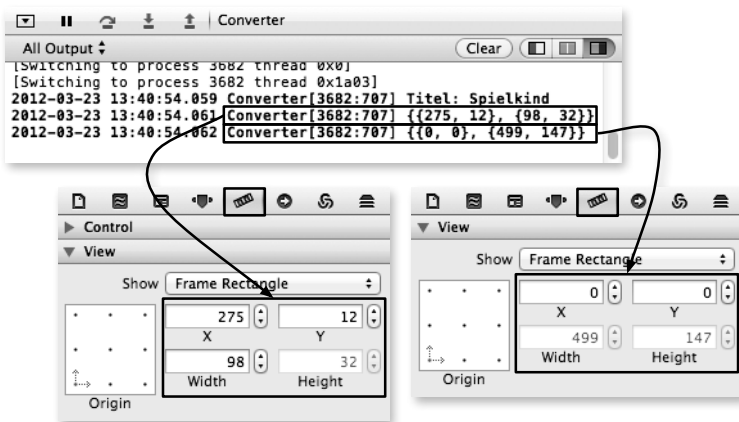 Converter
All Output
Clear
[Switching to process 3682 thread 0x0]
[Switching to process 3682 thread 0x1a03]
2012-03-23 13:40:54.059 Converter[3682:707] Titel: Spielkind
2012-03-23 13:40:54.061 Converter[3682:707] {{275, 12}, {98, 32}}
2012-03-23 13:40:54.062 Converter[3682:707] {{0, 0}, {499, 147}}
Control
View
Show Frame Rectangle
275 12
X Y
98 32
Width Height
Origin
View
Show Frame Rectangle
0 0
X Y
499 147
Width Height
Origin